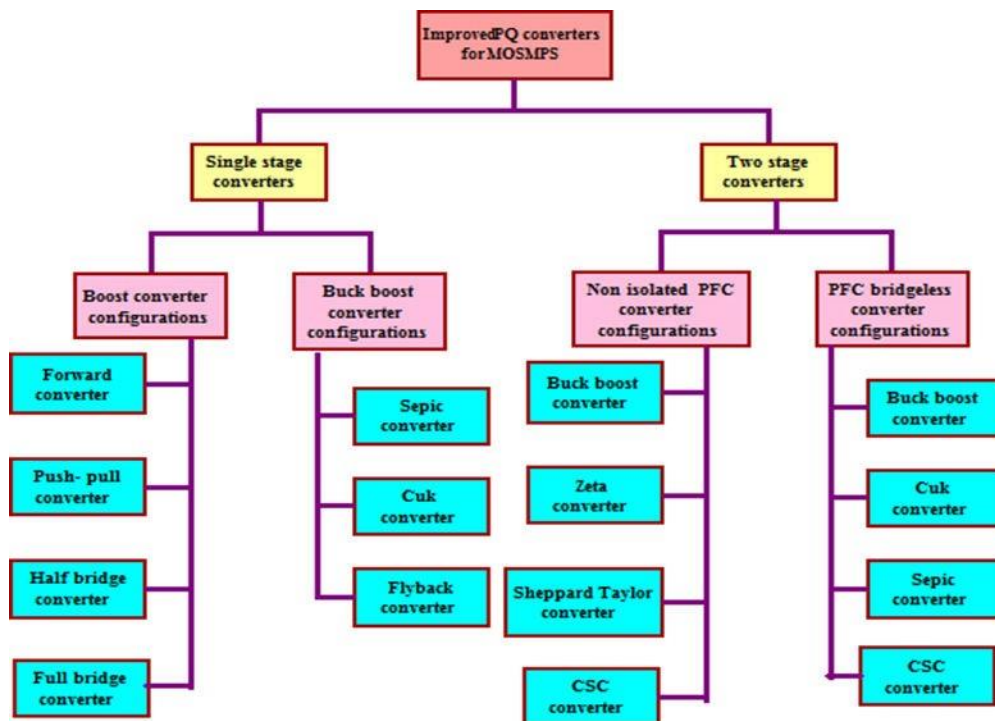 ImprovedPQ converters
for MOSMPS
Single stage
converters
Two stage
converters
Boost converter
configurations
Buck boost
converter
configurations
Non isolated PFC
converter
configurations
PFC bridgeless
converter
configurations
Forward
converter
Push- pull
converter
Half bridge
converter
Full bridge
converter
Sepic
converter
Cuk
converter
Flyback
converter
Buck boost
converter
Zeta
converter
Sheppard Taylor
converter
CSC
converter
Buck boost
converter
Cuk
converter
Sepic
converter
CSC
converter